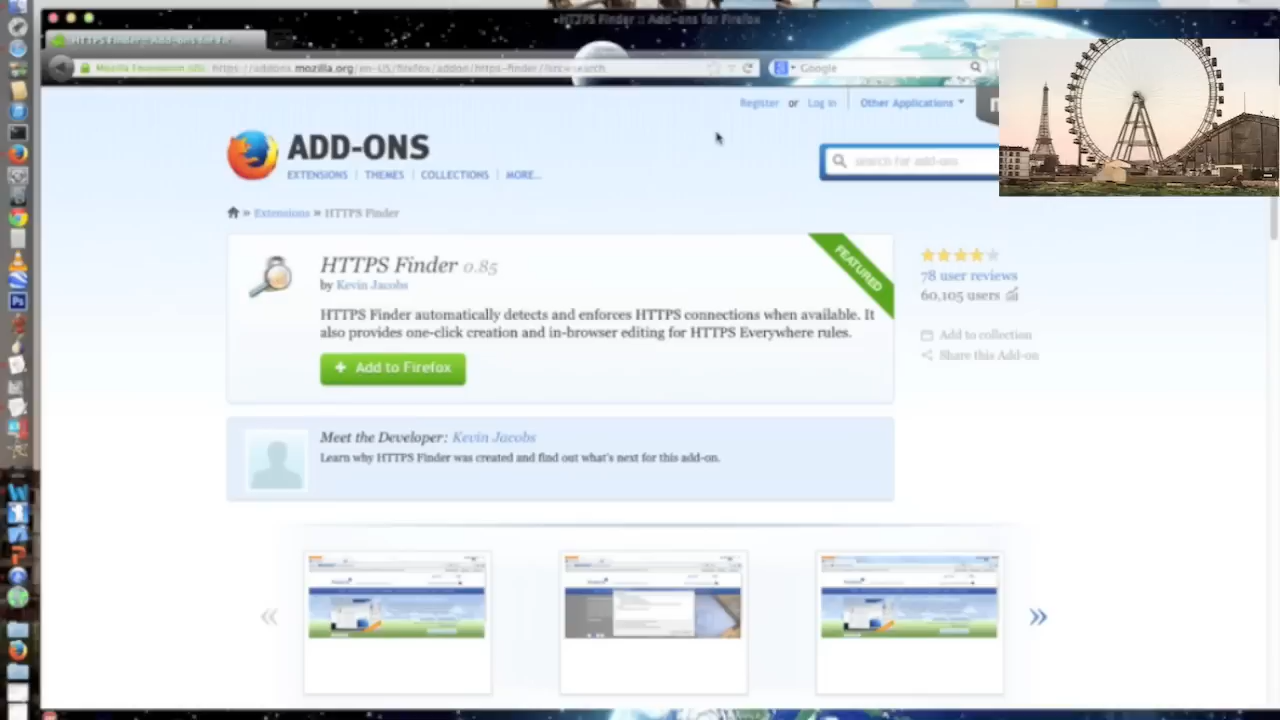 HTTPS Finder :: Add-ons for Firefox
HTTPS Finder :: Add-ons for Fir
Mozilla Foundation (US) https://addons.mozilla.org/en-US/firefox/addon/https-finder/?src=search
Google
Register or Log in
Other Applications
ADD-ONS
EXTENSIONS | THEMES | COLLECTIONS | MORE...
search for add-ons
» Extensions » HTTPS Finder
HTTPS Finder 0.85
by Kevin Jacobs
FEATURED
HTTPS Finder automatically detects and enforces HTTPS connections when available. It
also provides one-click creation and in-browser editing for HTTPS Everywhere rules.
+ Add to Firefox
78 user reviews
60,105 users
Add to collection
Share this Add-on
Meet the Developer: Kevin Jacobs
Learn why HTTPS Finder was created and find out what's next for this add-on.
« »
Ps